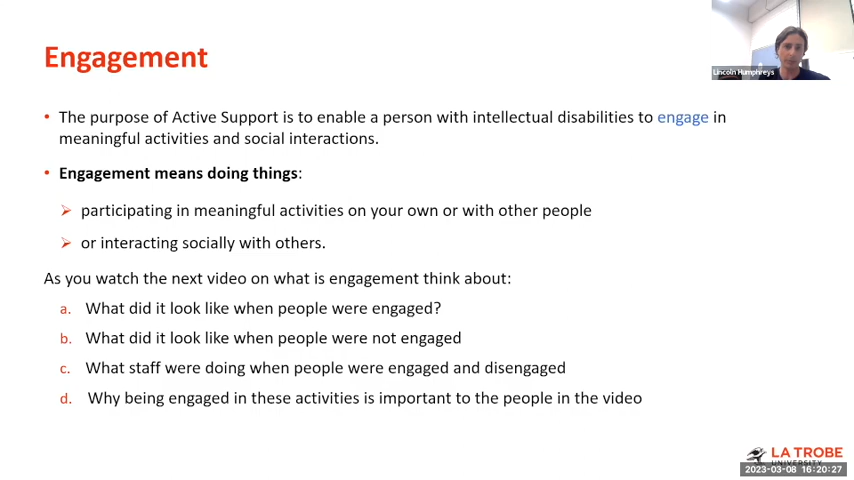 Engagement
Lincoln Humphreys
• The purpose of Active Support is to enable a person with intellectual disabilities to engage in
meaningful activities and social interactions.
• Engagement means doing things:
➢ participating in meaningful activities on your own or with other people
➢ or interacting socially with others.
As you watch the next video on what is engagement think about:
a. What did it look like when people were engaged?
b. What did it look like when people were not engaged
c. What staff were doing when people were engaged and disengaged
d. Why being engaged in these activities is important to the people in the video
LA TROBE
UNIVERSITY
2023-03-08 16:20:27